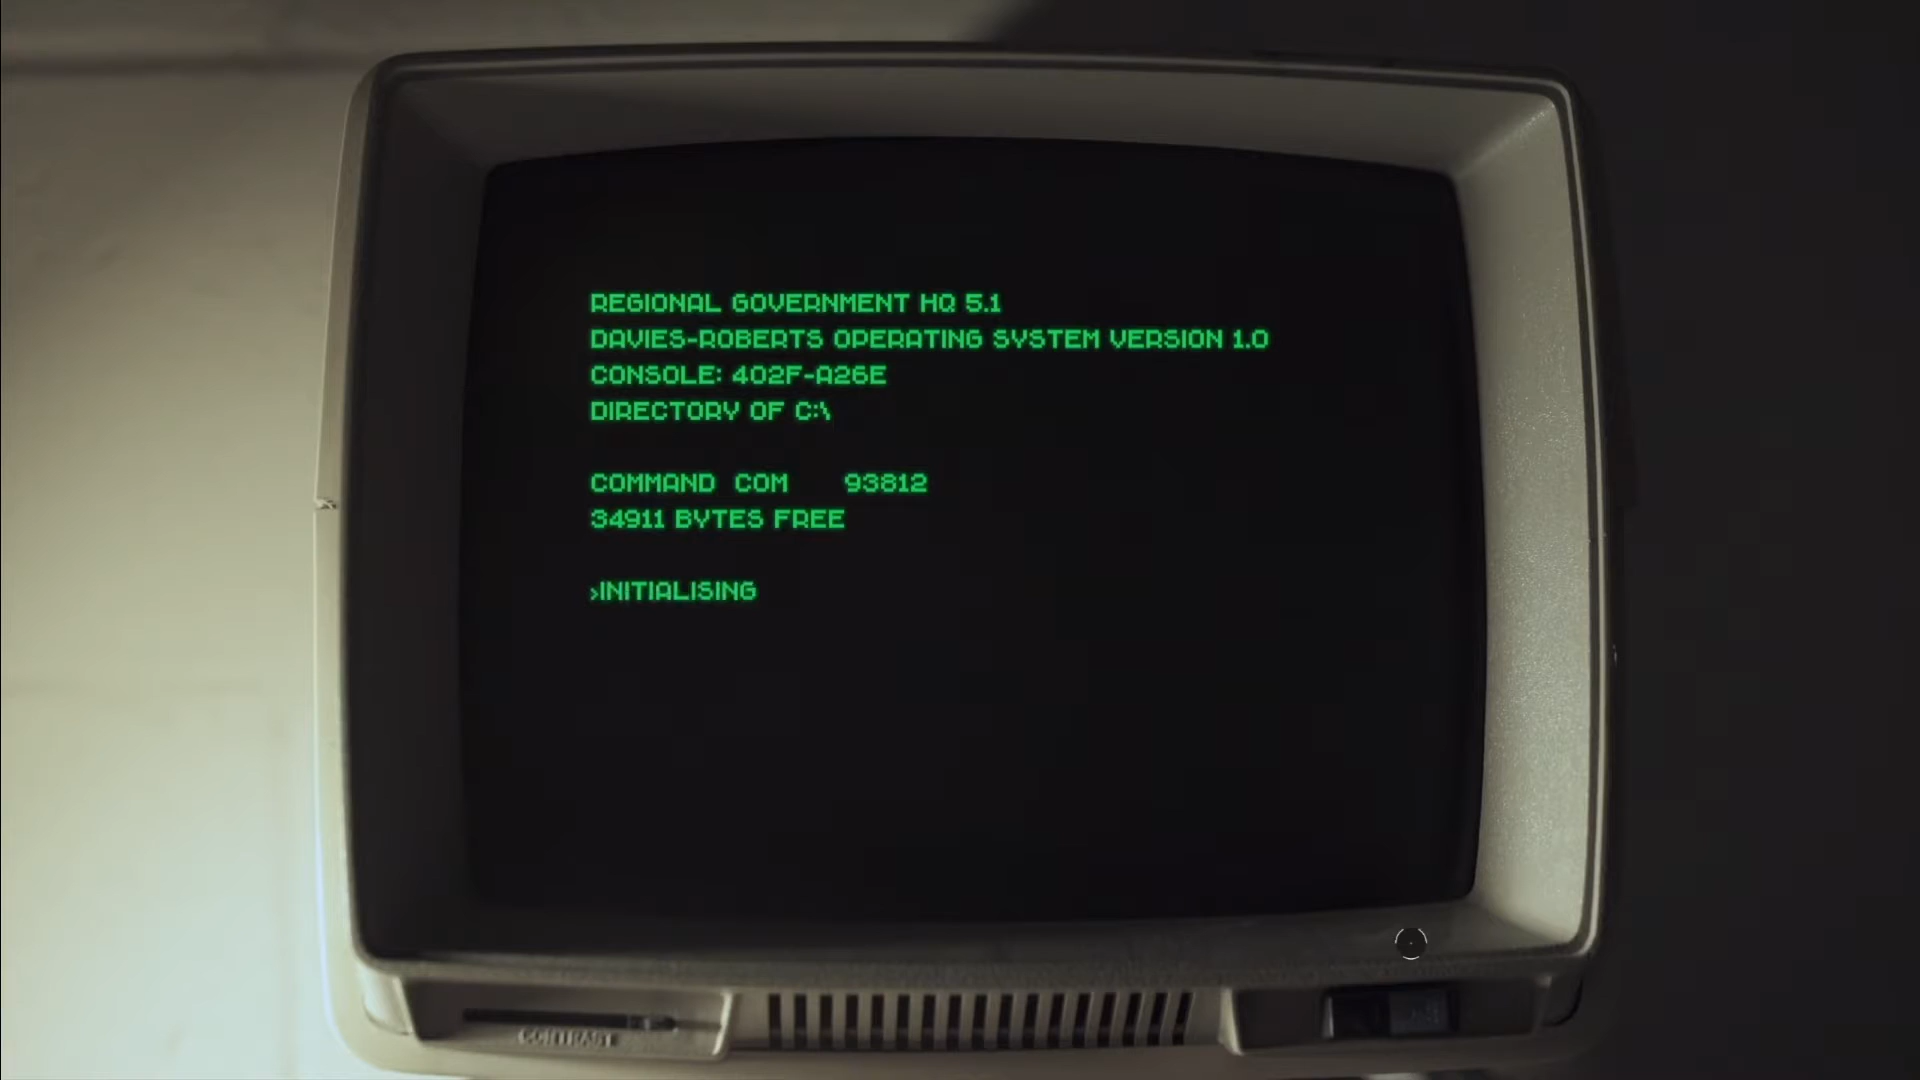 REGIONAL GOVERNMENT HQ 5.1
DAVIES-ROBERTS OPERATING SYSTEM VERSION 1.0
CONSOLE: 402F-A26E
DIRECTORY OF C:\
COMMAND COM 93812
34911 BYTES FREE
>INITIALISING
CONTRAST